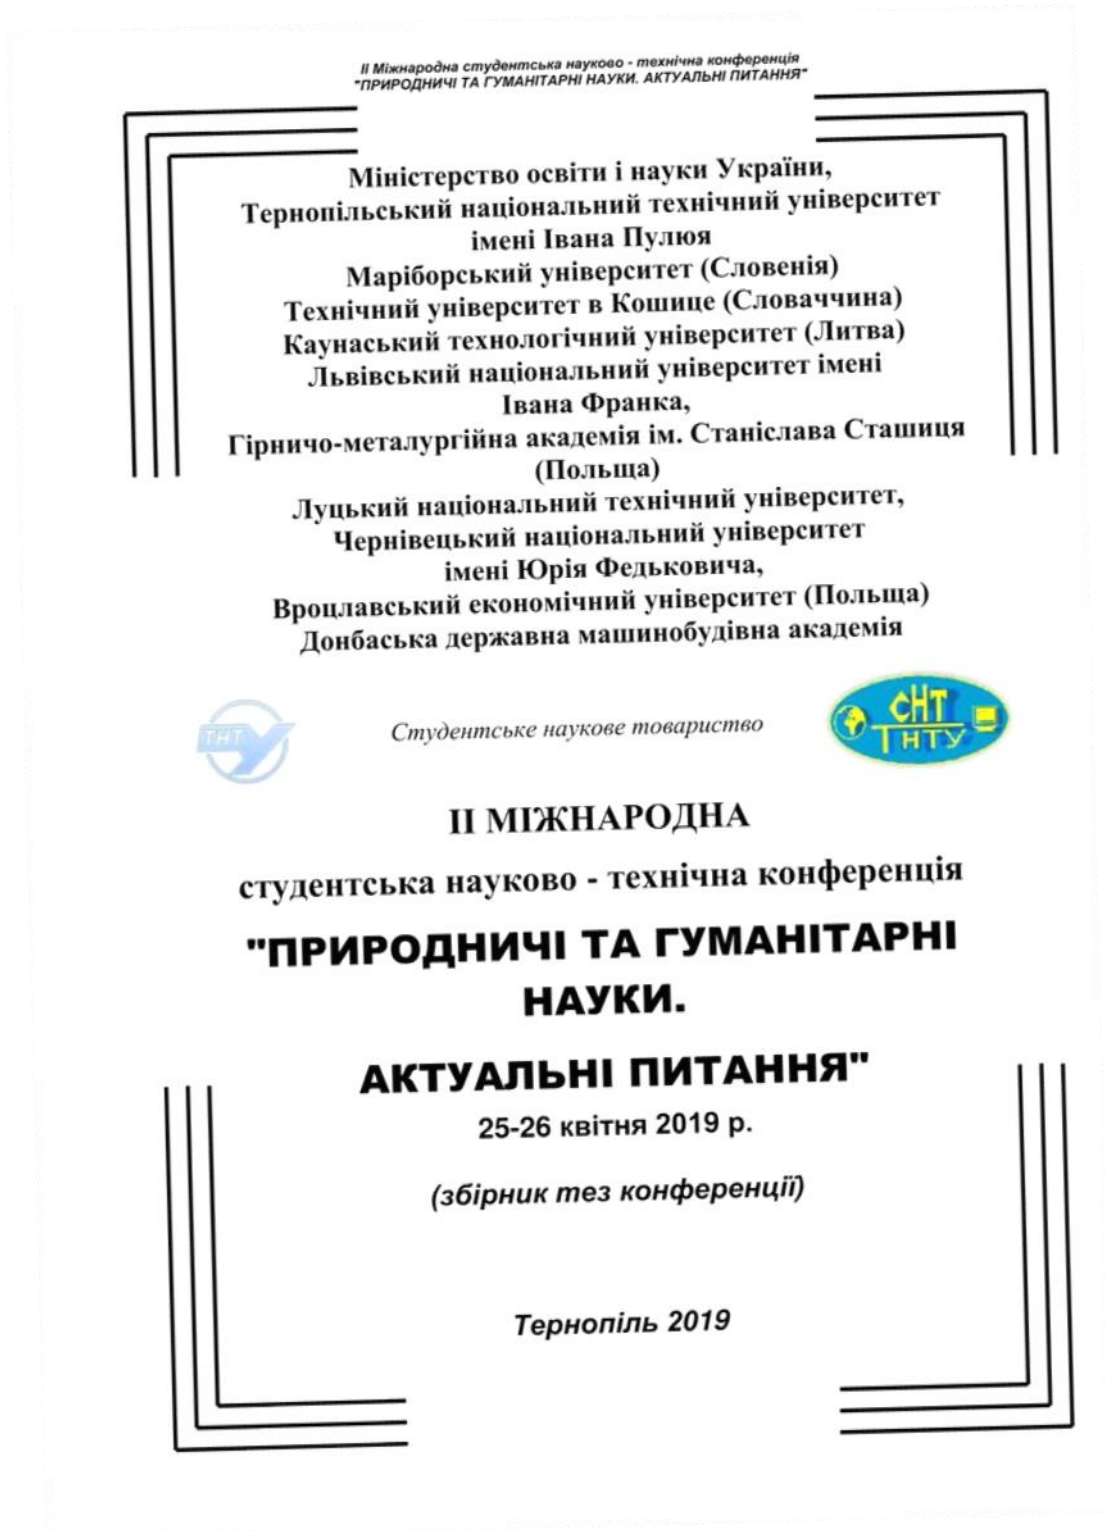 ІІ Міжнародна студентська науково - технічна конференція
"ПРИРОДНИЧІ ТА ГУМАНІТАРНІ НАУКИ. АКТУАЛЬНІ ПИТАННЯ"
Міністерство освіти і науки України,
Тернопільський національний технічний університет
імені Івана Пулюя
Маріборський університет (Словенія)
Технічний університет в Кошице (Словаччина)
Каунаський технологічний університет (Литва)
Львівський національний університет імені
Івана Франка,
Гірничо-металургійна академія ім. Станіслава Сташиця
(Польща)
Луцький національний технічний університет,
Чернівецький національний університет
імені Юрія Федьковича,
Вроцлавський економічний університет (Польща)
Донбаська державна машинобудівна академія
ТНТУ
Студентське наукове товариство
СНТ
ТНТУ
ІІ МІЖНАРОДНА
студентська науково - технічна конференція
"ПРИРОДНИЧІ ТА ГУМАНІТАРНІ
НАУКИ.
АКТУАЛЬНІ ПИТАННЯ"
25-26 квітня 2019 р.
(збірник тез конференції)
Тернопіль 2019